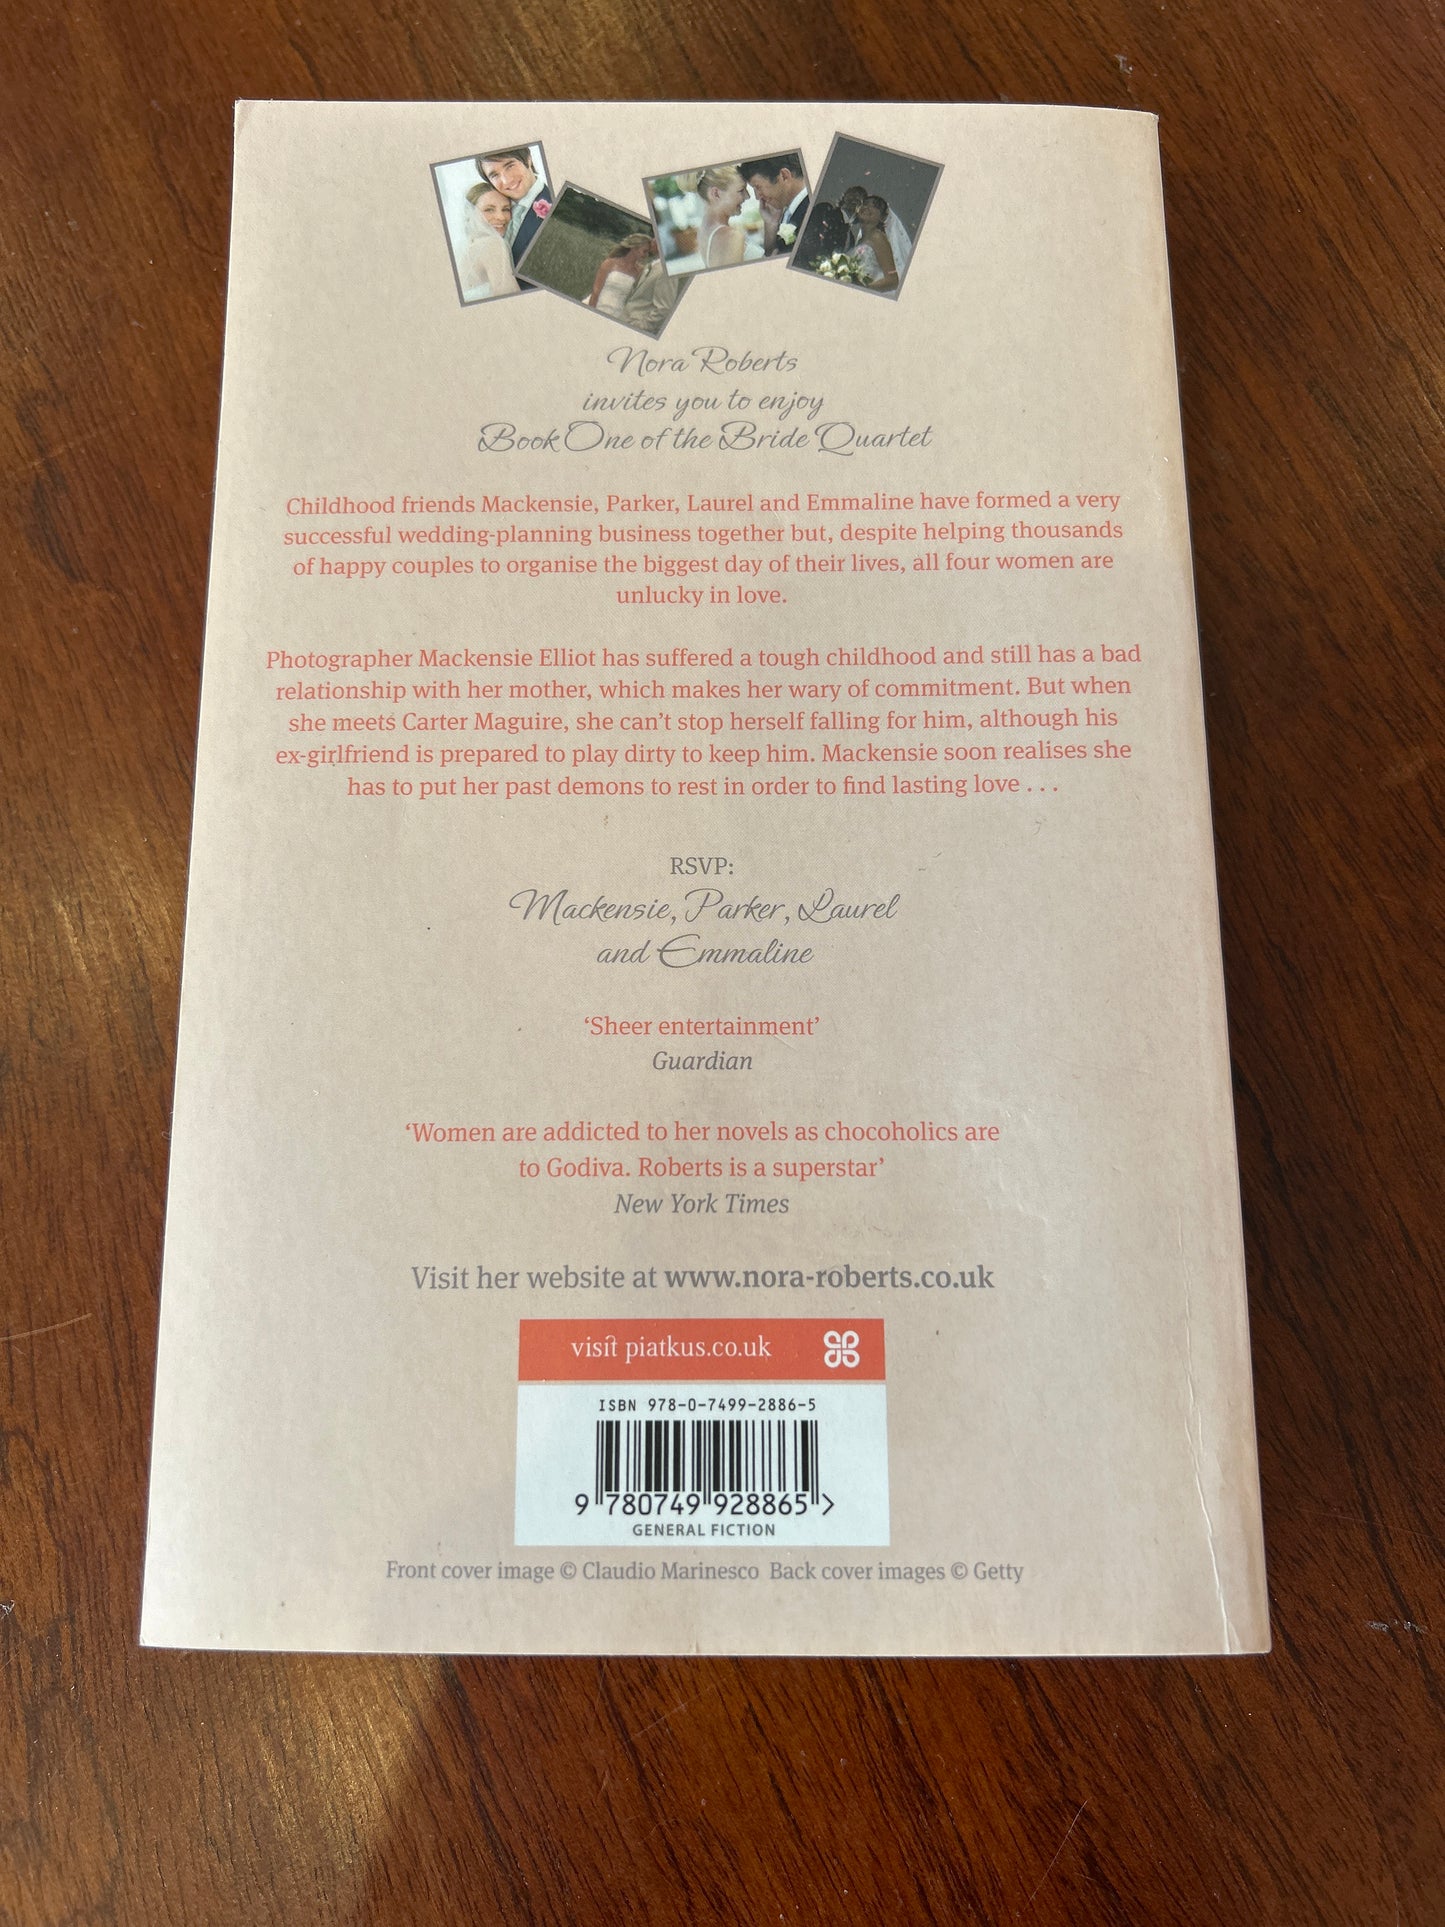 Nora Roberts
invites you to enjoy
Book One of the Bride Quartet
Childhood friends Mackensie, Parker, Laurel and Emmaline have formed a very
successful wedding-planning business together but, despite helping thousands
of happy couples to organise the biggest day of their lives, all four women are
unlucky in love.
Photographer Mackensie Elliot has suffered a tough childhood and still has a bad
relationship with her mother, which makes her wary of commitment. But when
she meets Carter Maguire, she can't stop herself falling for him, although his
ex-girlfriend is prepared to play dirty to keep him. Mackensie soon realises she
has to put her past demons to rest in order to find lasting love . . .
RSVP:
Mackensie, Parker, Laurel
and Emmaline
‘Sheer entertainment’
Guardian
‘Women are addicted to her novels as chocoholics are
to Godiva. Roberts is a superstar’
New York Times
Visit her website at www.nora-roberts.co.uk
visit piatkus.co.uk
ISBN 978-0-7499-2886-5
9 780749 928865 >
GENERAL FICTION
Front cover image © Claudio Marinesco Back cover images © Getty